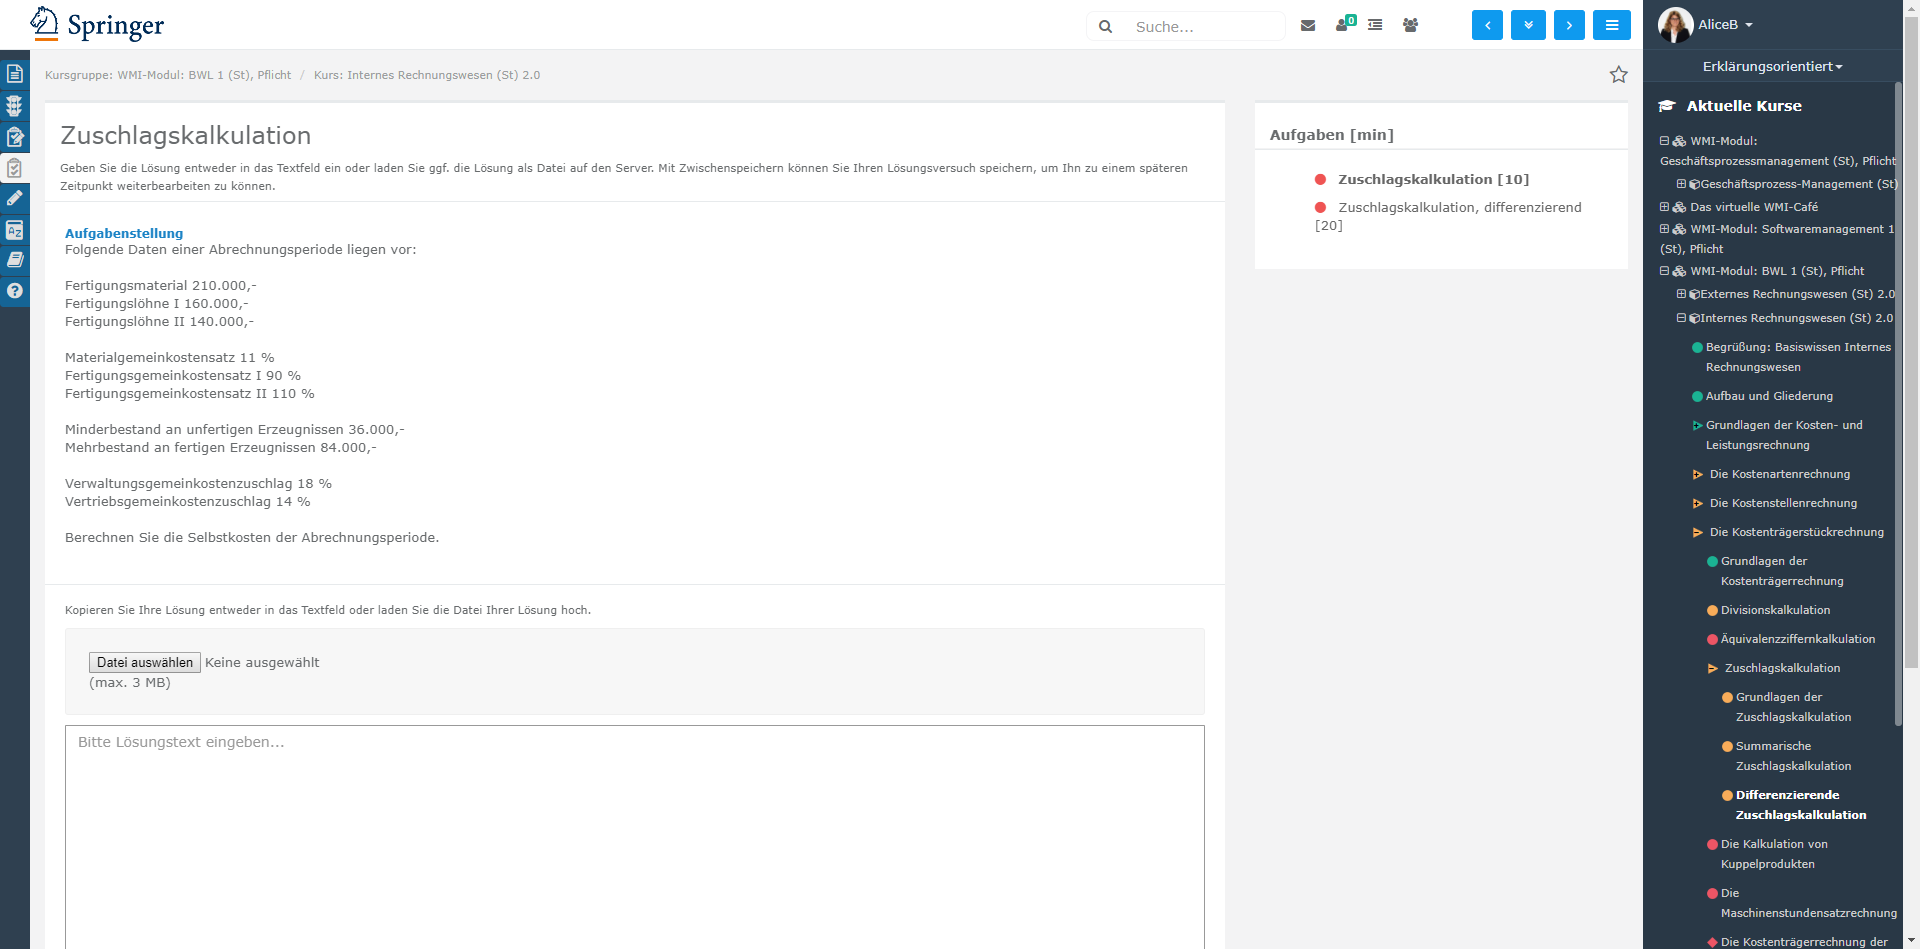 Springer
Suche...
0
AliceB
Erklärungsorientiert
Kursgruppe: WMI-Modul: BWL 1 (St), Pflicht / Kurs: Internes Rechnungswesen (St) 2.0
Zuschlagskalkulation
Geben Sie die Lösung entweder in das Textfeld ein oder laden Sie ggf. die Lösung als Datei auf den Server. Mit Zwischenspeichern können Sie Ihren Lösungsversuch speichern, um Ihn zu einem späteren
Zeitpunkt weiterbearbeiten zu können.
Aufgabenstellung
Folgende Daten einer Abrechnungsperiode liegen vor:
Fertigungsmaterial 210.000,-
Fertigungslöhne I 160.000,-
Fertigungslöhne II 140.000,-
Materialgemeinkostensatz 11 %
Fertigungsgemeinkostensatz I 90 %
Fertigungsgemeinkostensatz II 110 %
Minderbestand an unfertigen Erzeugnissen 36.000,-
Mehrbestand an fertigen Erzeugnissen 84.000,-
Verwaltungsgemeinkostenzuschlag 18 %
Vertriebsgemeinkostenzuschlag 14 %
Berechnen Sie die Selbstkosten der Abrechnungsperiode.
Kopieren Sie Ihre Lösung entweder in das Textfeld oder laden Sie die Datei Ihrer Lösung hoch.
Datei auswählen Keine ausgewählt
(max. 3 MB)
Bitte Lösungstext eingeben...
Aufgaben [min]
Zuschlagskalkulation [10]
Zuschlagskalkulation, differenzierend
[20]
Aktuelle Kurse
WMI-Modul:
Geschäftsprozessmanagement (St), Pflicht
Geschäftsprozess-Management (St)
Das virtuelle WMI-Café
WMI-Modul: Softwaremanagement 1
(St), Pflicht
WMI-Modul: BWL 1 (St), Pflicht
Externes Rechnungswesen (St) 2.0
Internes Rechnungswesen (St) 2.0
Begrüßung: Basiswissen Internes
Rechnungswesen
Aufbau und Gliederung
Grundlagen der Kosten- und
Leistungsrechnung
Die Kostenartenrechnung
Die Kostenstellenrechnung
Die Kostenträgerstückrechnung
Grundlagen der
Kostenträgerrechnung
Divisionskalkulation
Äquivalenzziffernkalkulation
Zuschlagskalkulation
Grundlagen der
Zuschlagskalkulation
Summarische
Zuschlagskalkulation
Differenzierende
Zuschlagskalkulation
Die Kalkulation von
Kuppelprodukten
Die
Maschinenstundensatzrechnung
Die Kostenträgerrechnung der